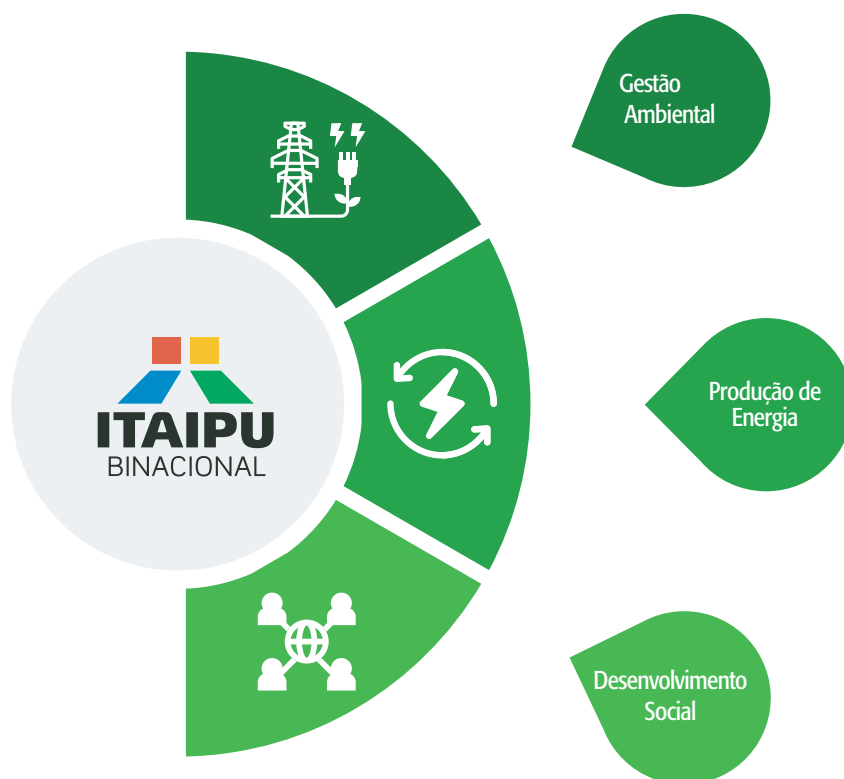 Gestão
Ambiental
ITAIPU
BINACIONAL
Produção de
Energia
Desenvolvimento
Social